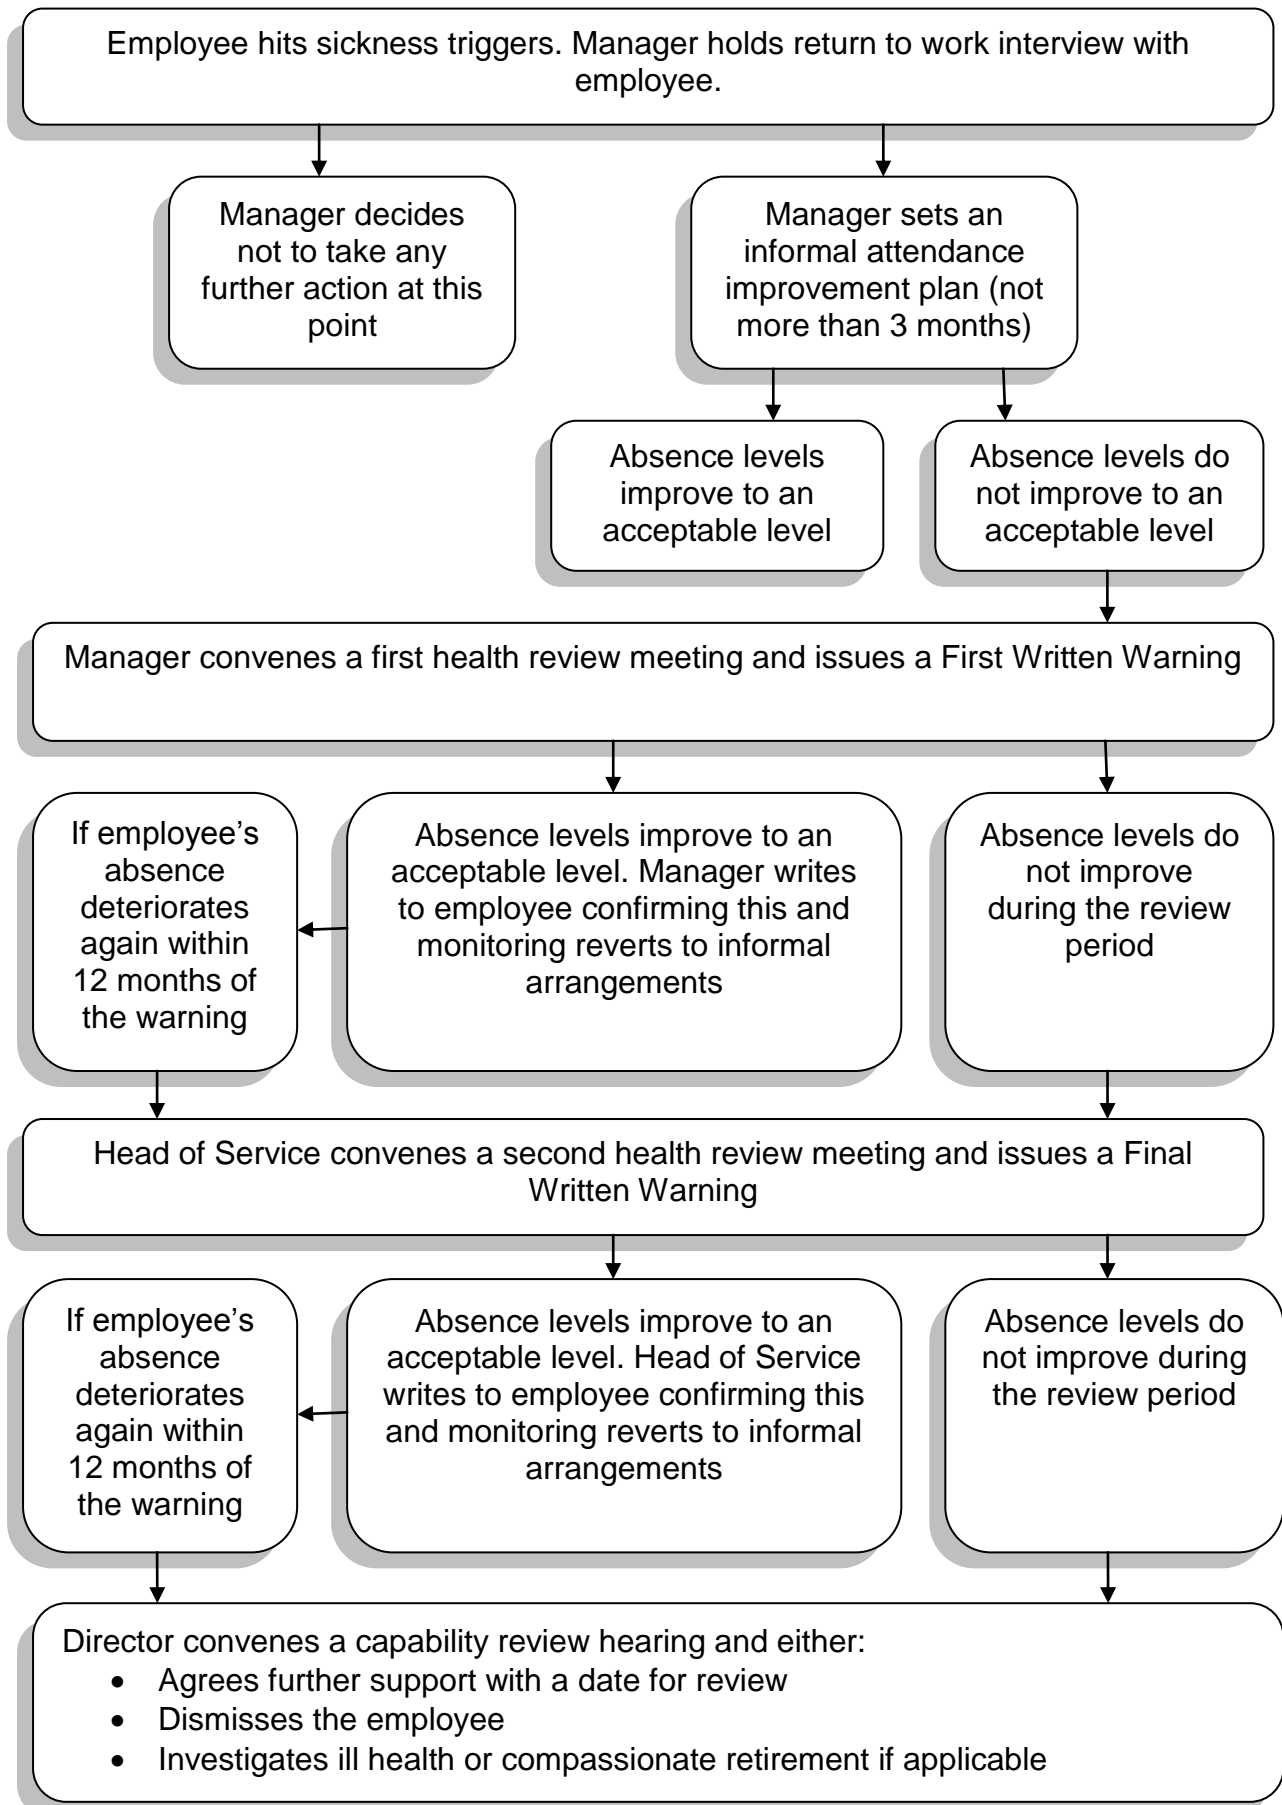 Employee hits sickness triggers. Manager holds return to work interview with
employee.
Manager decides
not to take any
further action at this
point
Manager sets an
informal attendance
improvement plan (not
more than 3 months)
Absence levels
improve to an
acceptable level
Absence levels do
not improve to an
acceptable level
Manager convenes a first health review meeting and issues a First Written Warning
If employee’s
absence
deteriorates
again within
12 months of
the warning
Absence levels improve to an
acceptable level. Manager writes
to employee confirming this and
monitoring reverts to informal
arrangements
Absence levels do
not improve
during the review
period
Head of Service convenes a second health review meeting and issues a Final
Written Warning
If employee’s
absence
deteriorates
again within
12 months of
the warning
Absence levels improve to an
acceptable level. Head of Service
writes to employee confirming this
and monitoring reverts to informal
arrangements
Absence levels do
not improve during
the review period
Director convenes a capability review hearing and either:
• Agrees further support with a date for review
• Dismisses the employee
• Investigates ill health or compassionate retirement if applicable